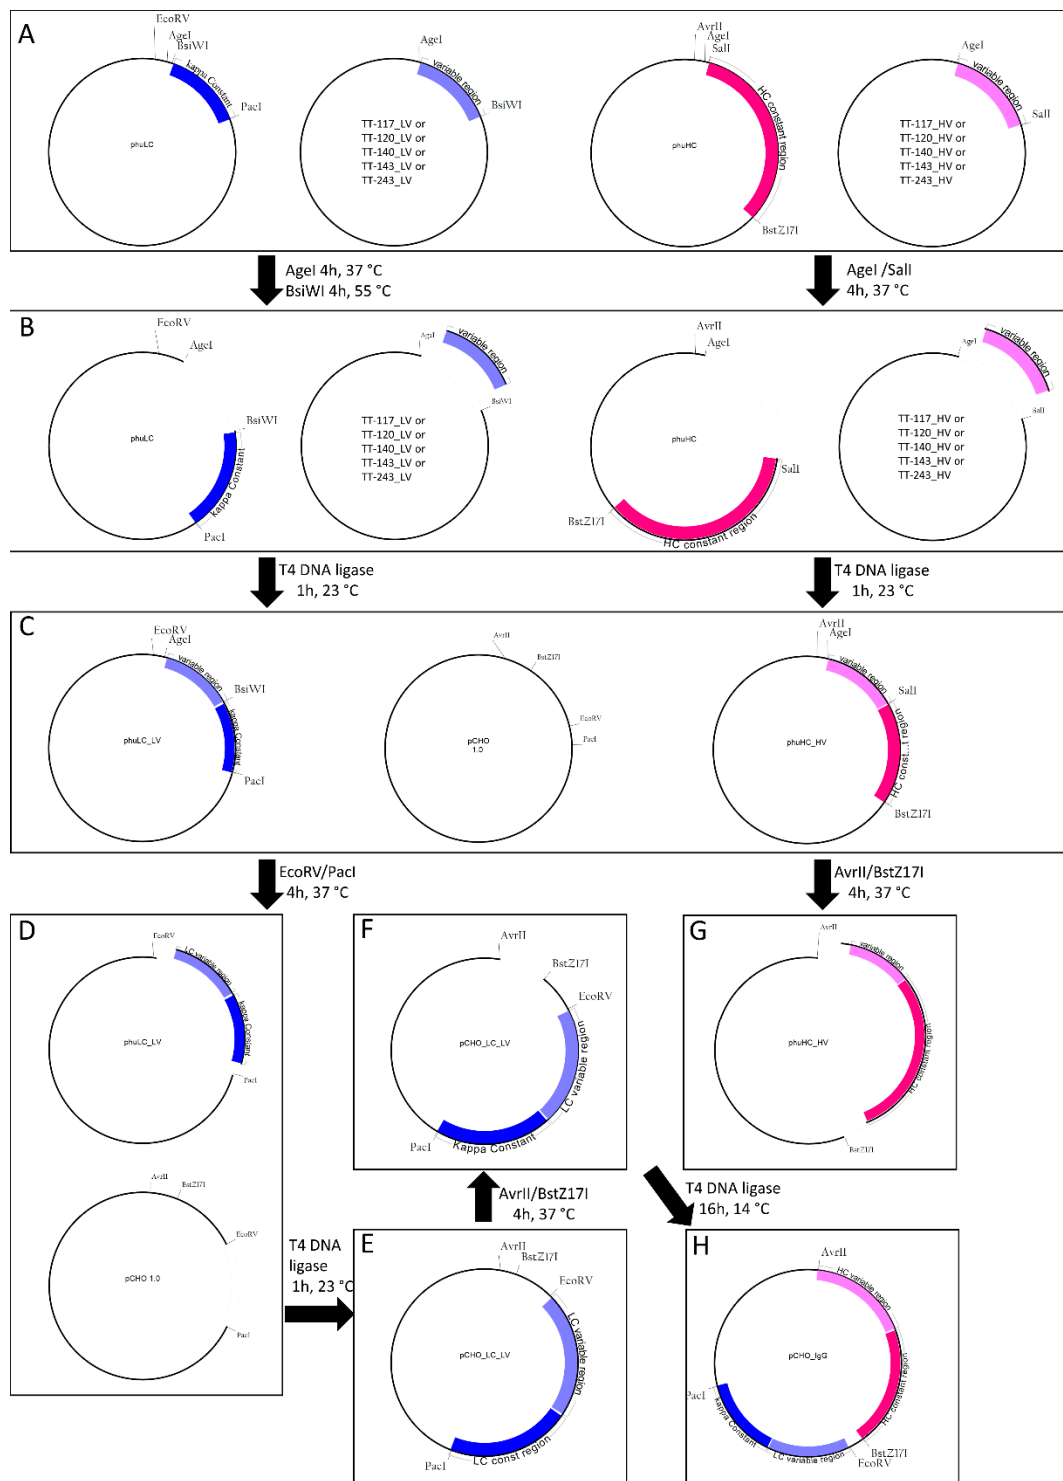 A
EcoRV
AgeI
BsiWI
kappa Constant
PacI
phuLC
AgeI
variable region
BsiWI
TT-117_LV or
TT-120_LV or
TT-140_LV or
TT-143_LV or
TT-243_LV
AvrII
AgeI
SalI
HC constant region
phuHC
BstZ17I
AgeI
variable region
SalI
TT-117_HV or
TT-120_HV or
TT-140_HV or
TT-143_HV or
TT-243_HV
AgeI 4h, 37 °C
BsiWI 4h, 55 °C
AgeI /SalI
4h, 37 °C
B
EcoRV
AgeI
BsiWI
phuLC
kappa Constant
PacI
AgeI
variable region
BsiWI
TT-117_LV or
TT-120_LV or
TT-140_LV or
TT-143_LV or
TT-243_LV
AvrII
AgeI
phuHC
SalI
BstZ17I
HC constant region
AgeI
variable region
SalI
TT-117_HV or
TT-120_HV or
TT-140_HV or
TT-143_HV or
TT-243_HV
T4 DNA ligase
1h, 23 °C
T4 DNA ligase
1h, 23 °C
C
EcoRV
AgeI
variable region
BsiWI
kappa Constant
phuLC_LV
PacI
AvrII
BstZ17I
EcoRV
PacI
pCHO
1.0
AvrII
AgeI
variable region
SalI
HC const...t region
phuHC_HV
BstZ17I
EcoRV/PacI
4h, 37 °C
AvrII/BstZ17I
4h, 37 °C
D
EcoRV
LC variable region
kappa Constant
phuLC_LV
PacI
AvrII
BstZ17I
EcoRV
pCHO 1.0
PacI
T4 DNA
ligase
1h, 23 °C
F
AvrII
BstZ17I
EcoRV
pCHO_LC_LV
LC variable region
Kappa Constant
PacI
G
AvrII
variable region
phuHC_HV
HC constant region
BstZ17I
AvrII/BstZ17I
4h, 37 °C
T4 DNA ligase
16h, 14 °C
E
AvrII
BstZ17I
EcoRV
pCHO_LC_LV
LC variable region
LC const region
PacI
H
AvrII
HC variable region
pCHO_IgG
HC constant region
PacI
kappa Constant
LC variable region
BstZ17I
EcoRV